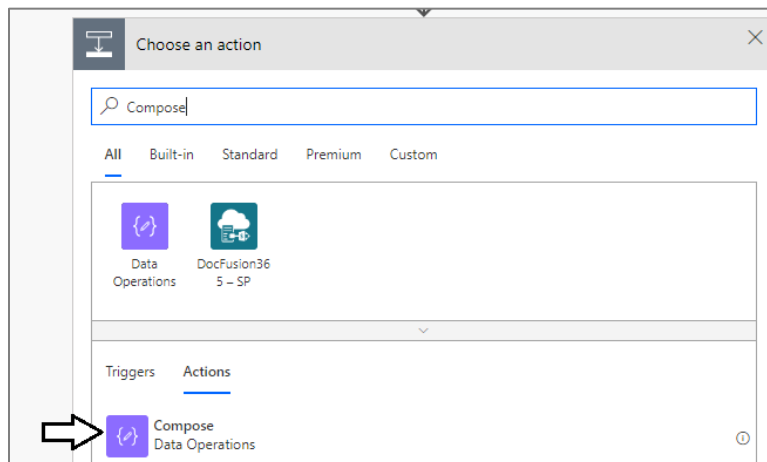 Choose an action
Compose
All Built-in Standard Premium Custom
Data
Operations
DocFusion36
5 – SP
Triggers Actions
Compose
Data Operations